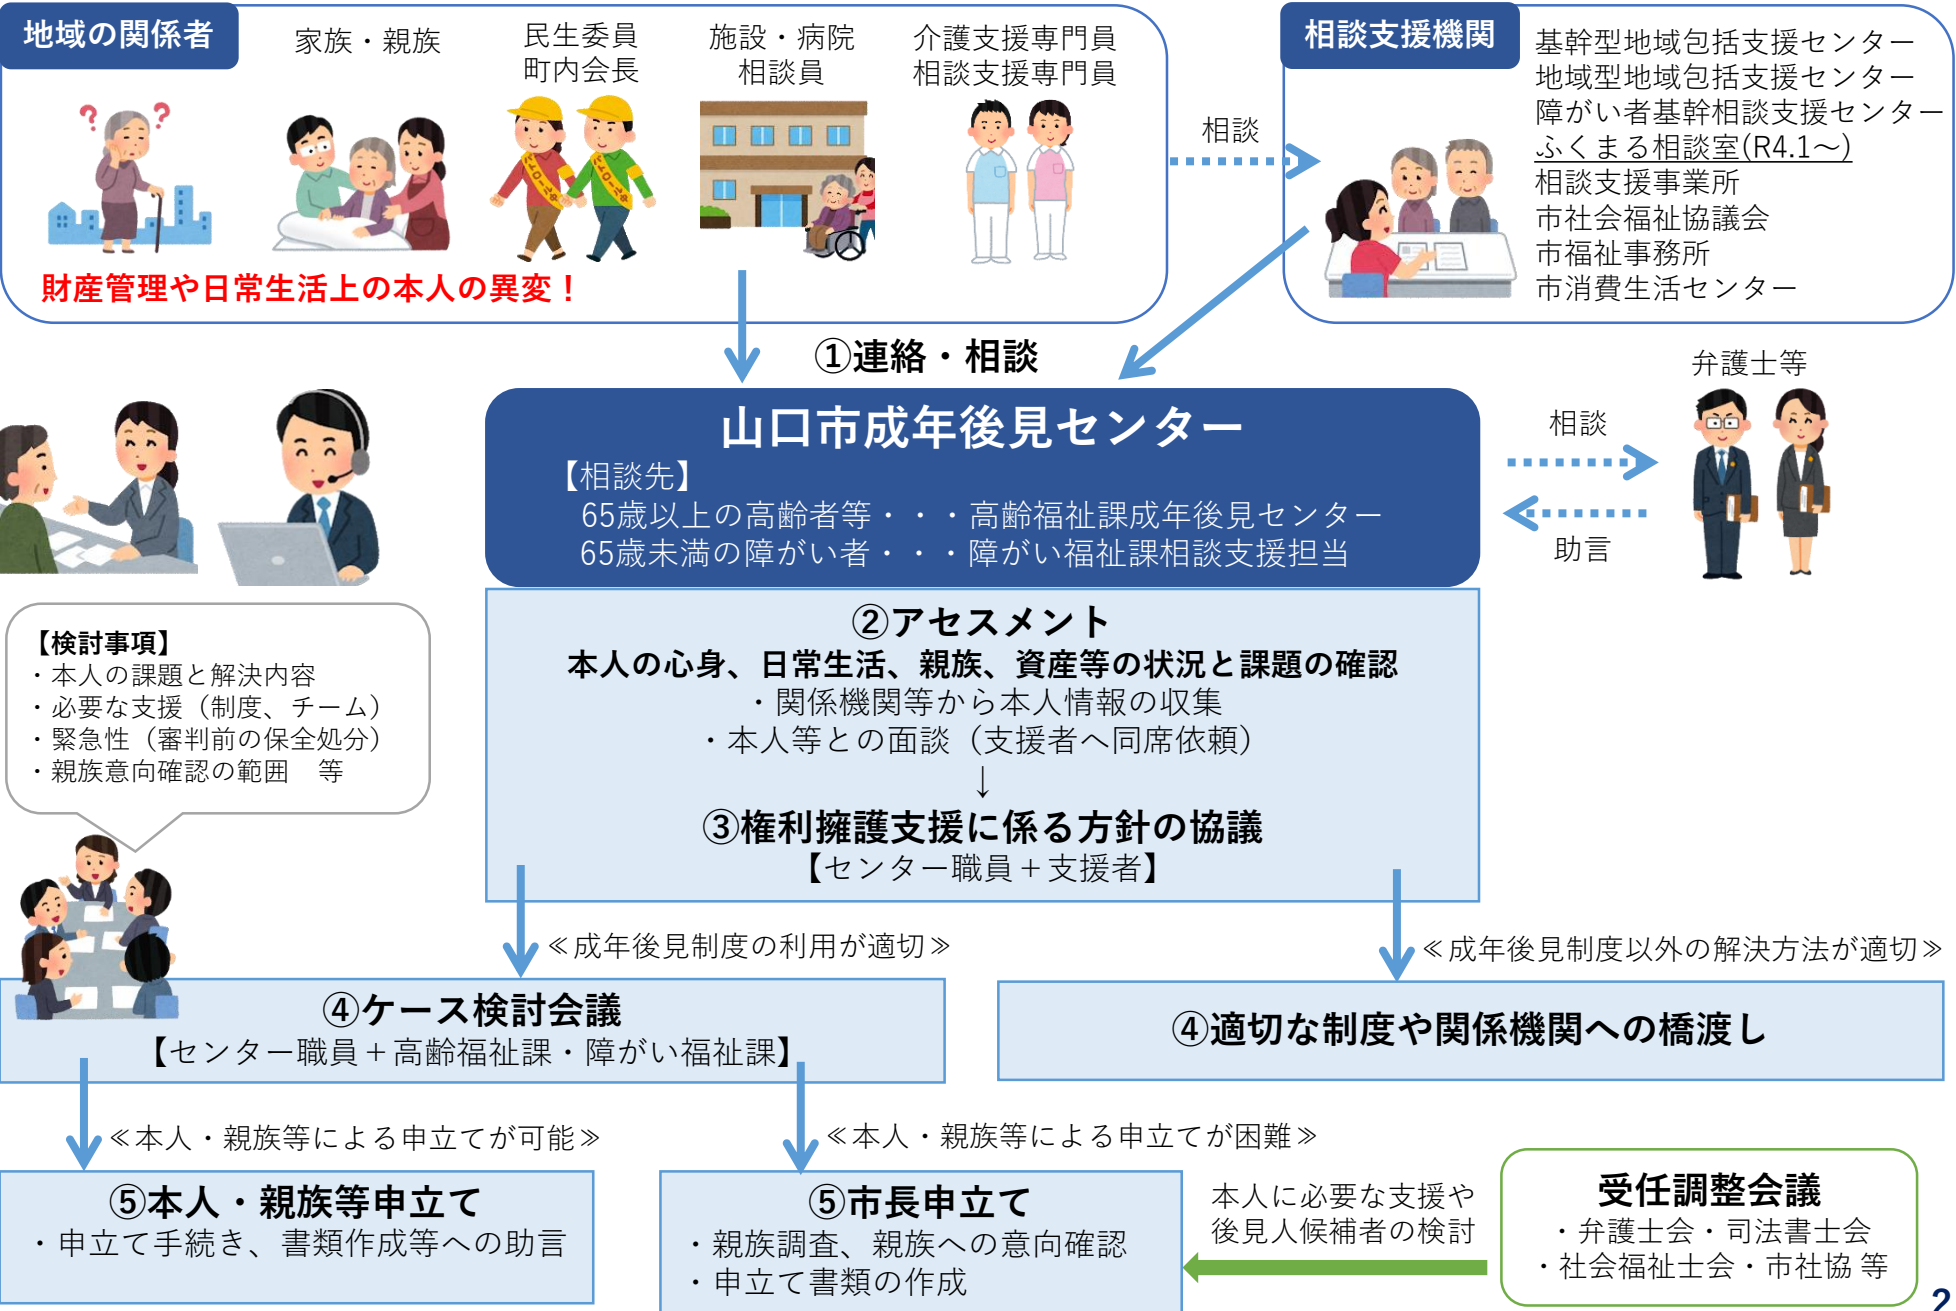 地域の関係者
家族・親族
民生委員
町内会長
施設・病院
相談員
介護支援専門員
相談支援専門員
財産管理や日常生活上の本人の異変！
相談
相談支援機関
基幹型地域包括支援センター
地域型地域包括支援センター
障がい者基幹相談支援センター
ふくまる相談室(R4.1～)
相談支援事業所
市社会福祉協議会
市福祉事務所
市消費生活センター
①連絡・相談
山口市成年後見センター
【相談先】
65歳以上の高齢者等・・・高齢福祉課成年後見センター
65歳未満の障がい者・・・障がい福祉課相談支援担当
弁護士等
相談
助言
②アセスメント
本人の心身、日常生活、親族、資産等の状況と課題の確認
・関係機関等から本人情報の収集
・本人等との面談（支援者へ同席依頼）
↓
③権利擁護支援に係る方針の協議
【センター職員＋支援者】
【検討事項】
・本人の課題と解決内容
・必要な支援（制度、チーム）
・緊急性（審判前の保全処分）
・親族意向確認の範囲　等
≪成年後見制度の利用が適切≫
≪成年後見制度以外の解決方法が適切≫
④ケース検討会議
【センター職員＋高齢福祉課・障がい福祉課】
④適切な制度や関係機関への橋渡し
≪本人・親族等による申立てが可能≫
≪本人・親族等による申立てが困難≫
⑤本人・親族等申立て
・申立て手続き、書類作成等への助言
⑤市長申立て
・親族調査、親族への意向確認
・申立て書類の作成
本人に必要な支援や
後見人候補者の検討
受任調整会議
・弁護士会・司法書士会
・社会福祉士会・市社協 等
2